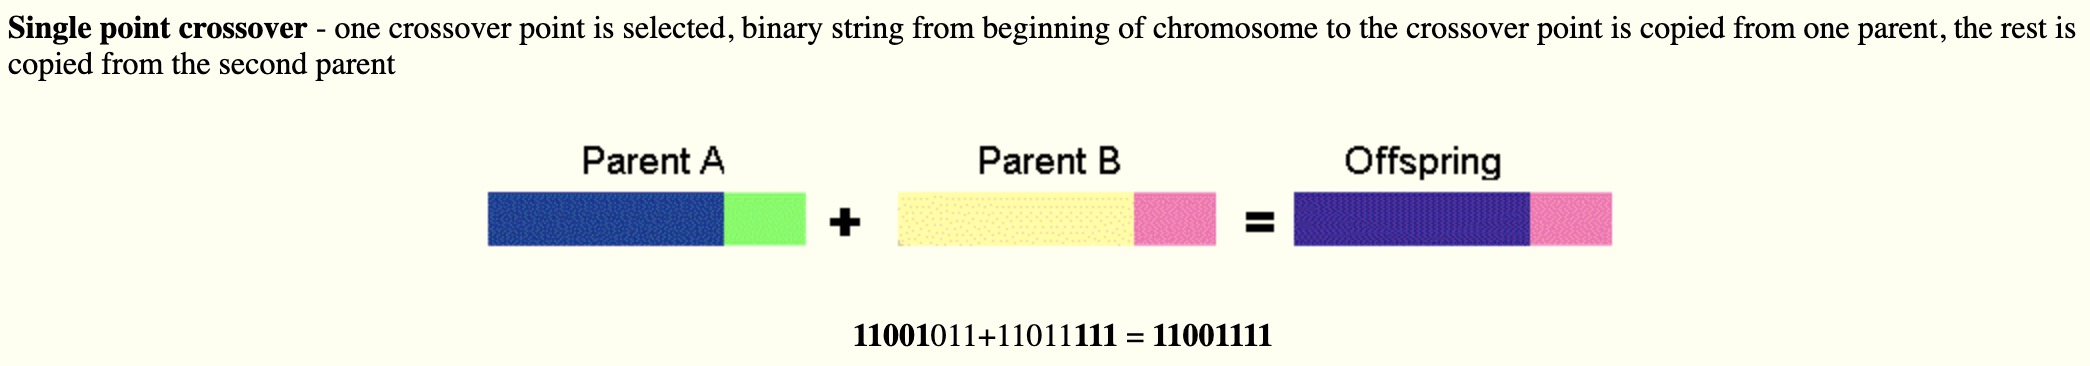 Single point crossover - one crossover point is selected, binary string from beginning of chromosome to the crossover point is copied from one parent, the rest is
copied from the second parent
Parent A
Parent B
Offspring
+
=
11001011+11011111 = 11001111